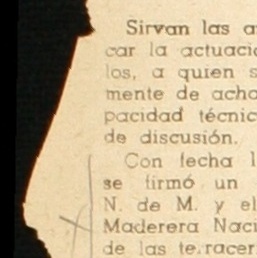 Sirvan las a
car la actuació
los, a quien s
mente de acha
pacidad técnic
de discusión.
Con fecha 1
se firmó un
N. de M. y el
Maderera Naci
de las te.racer